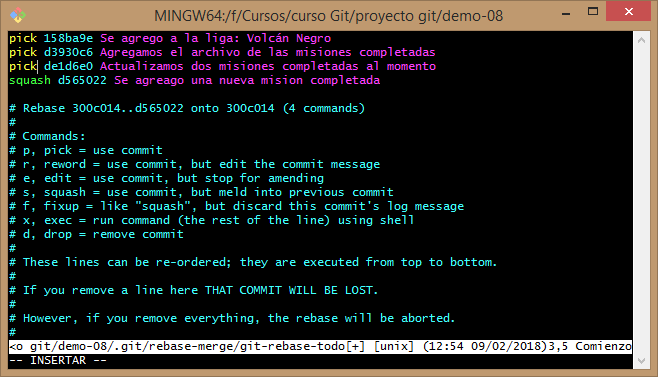 MINGW64:/f/Cursos/curso Git/proyecto git/demo-08
pick 158ba9e Se agrego a la liga: Volcán Negro
pick d3930c6 Agregamos el archivo de las misiones completadas
pick de1d6e0 Actualizamos dos misiones completadas al momento
squash d565022 Se agreago una nueva mision completada
# Rebase 300c014..d565022 onto 300c014 (4 commands)
#
# Commands:
# p, pick = use commit
# r, reword = use commit, but edit the commit message
# e, edit = use commit, but stop for amending
# s, squash = use commit, but meld into previous commit
# f, fixup = like "squash", but discard this commit's log message
# x, exec = run command (the rest of the line) using shell
# d, drop = remove commit
#
# These lines can be re-ordered; they are executed from top to bottom.
#
# If you remove a line here THAT COMMIT WILL BE LOST.
#
# However, if you remove everything, the rebase will be aborted.
#
<o git/demo-08/.git/rebase-merge/git-rebase-todo[+] [unix] (12:54 09/02/2018)3,5 Comienzo
-- INSERTAR --